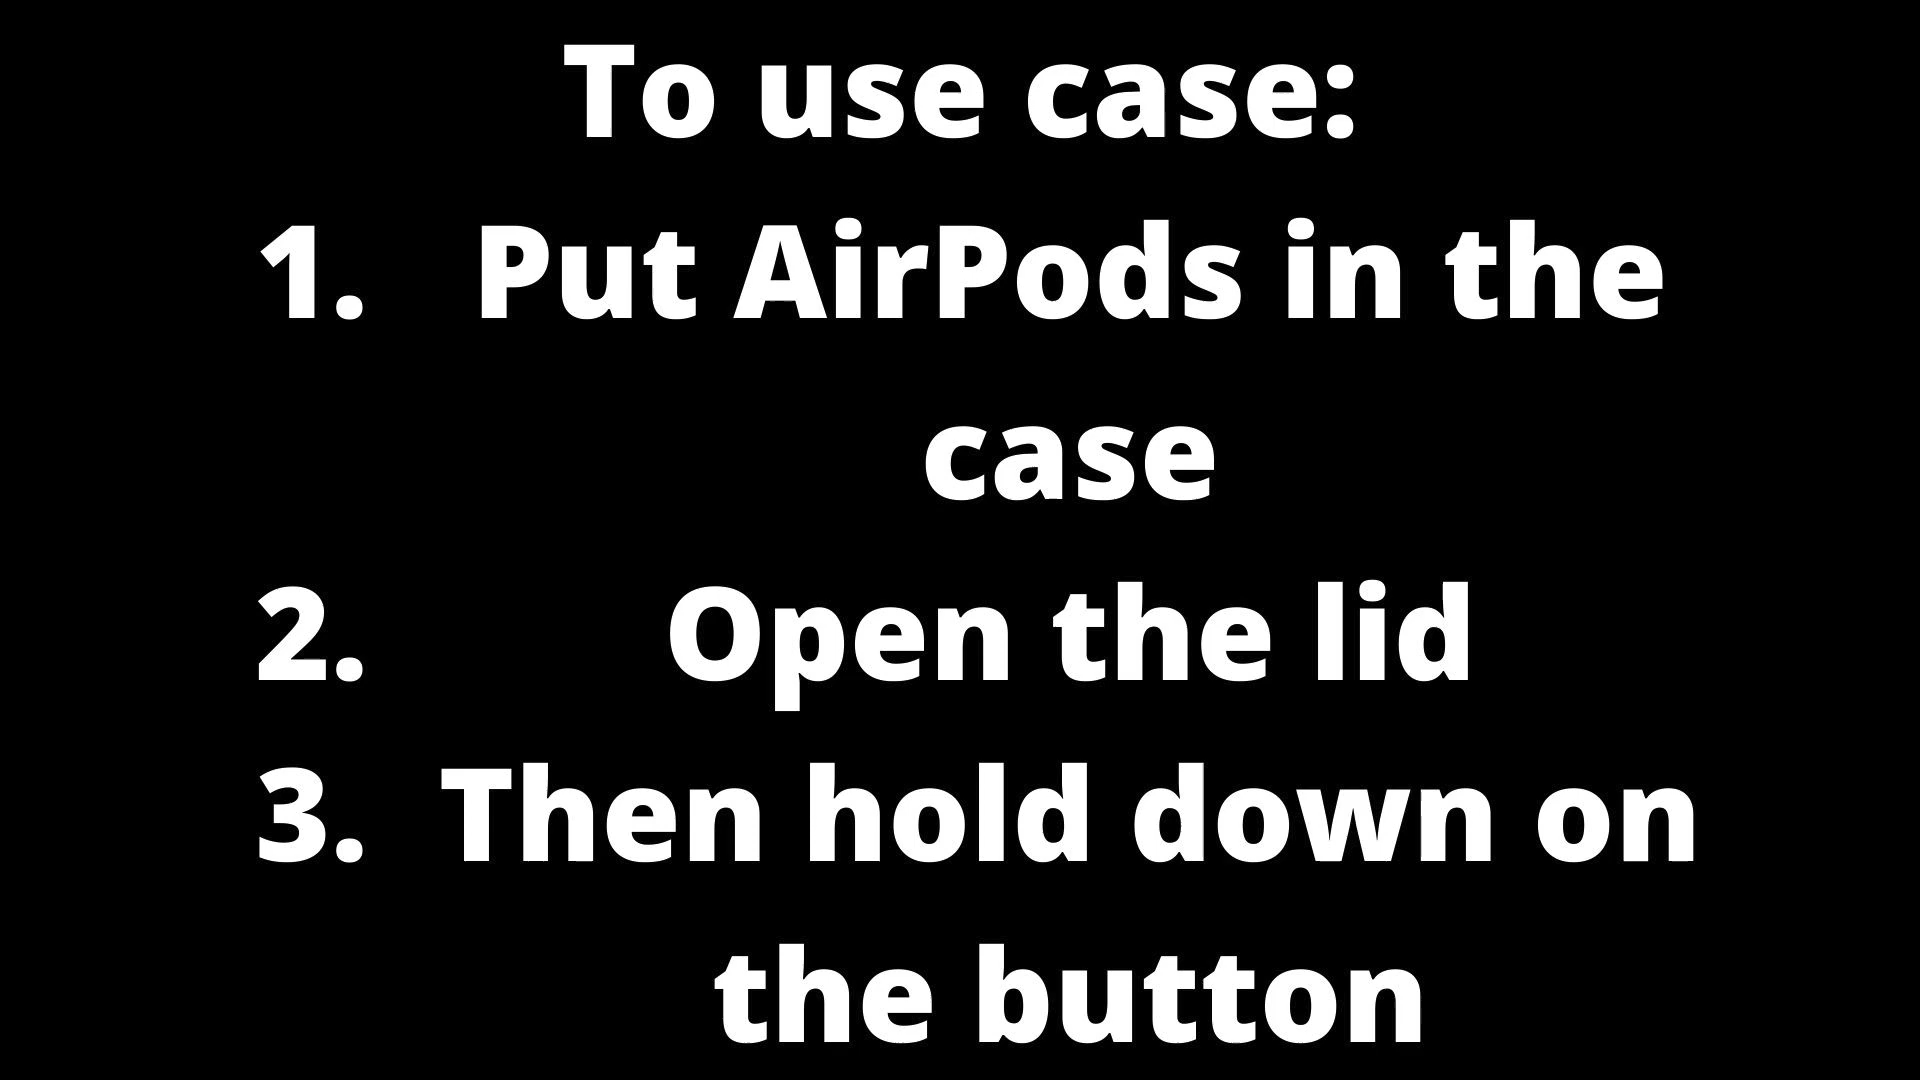 To use case:
1. Put AirPods in the
case
2. Open the lid
3. Then hold down on
the button